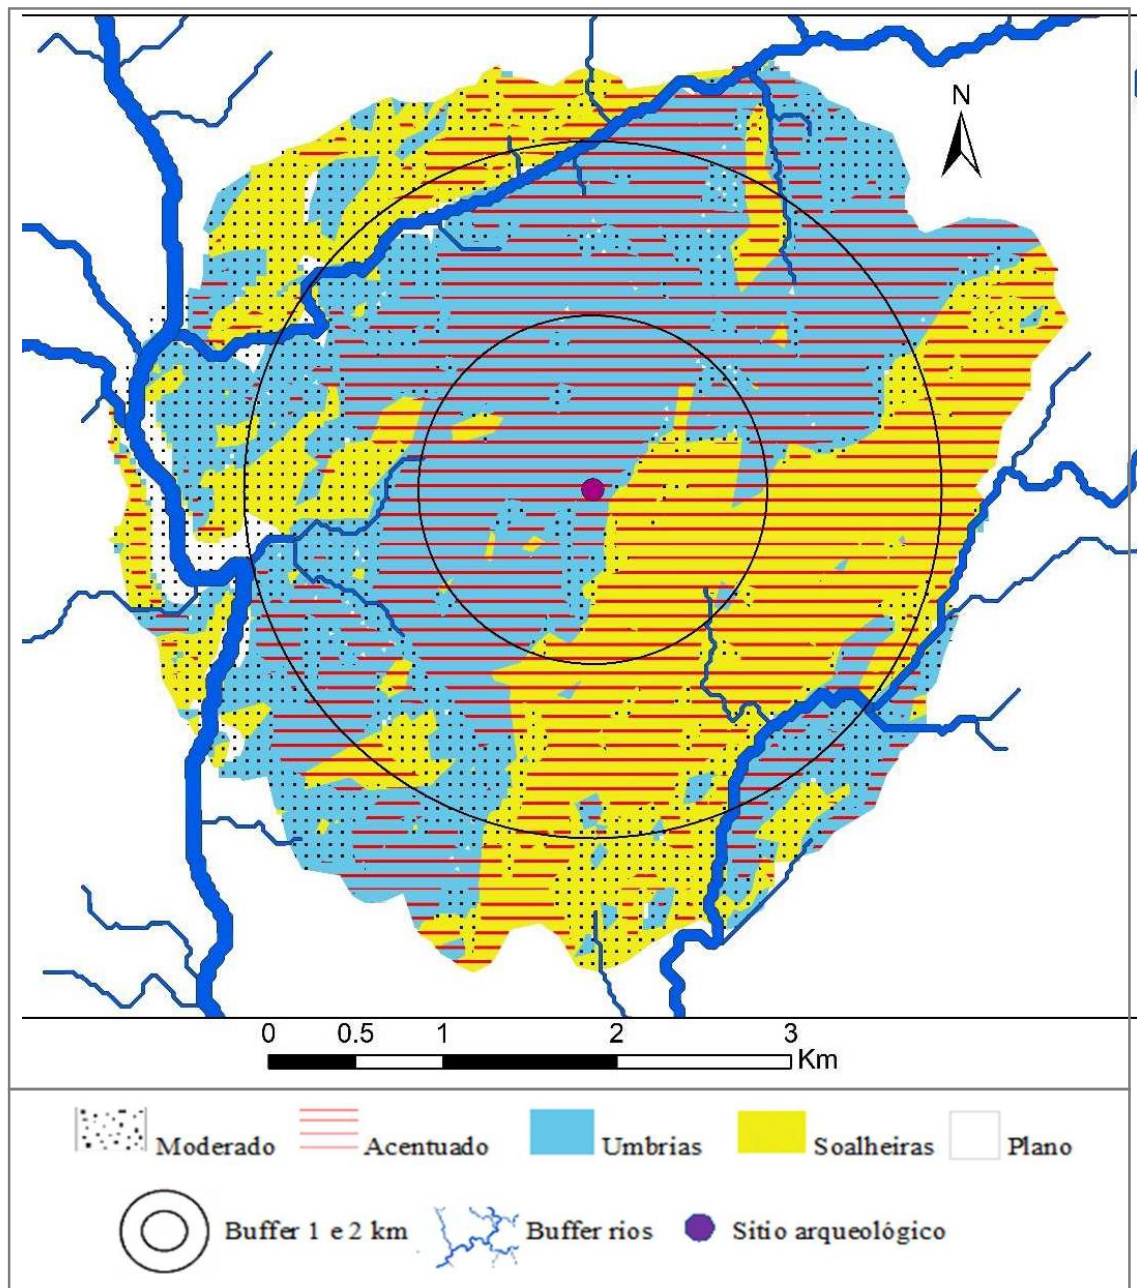 N
0 0.5 1 2 3
Km
Moderado Acentuado Umbrias Soalheiras Plano
Buffer 1 e 2 km Buffer rios Sítio arqueológico